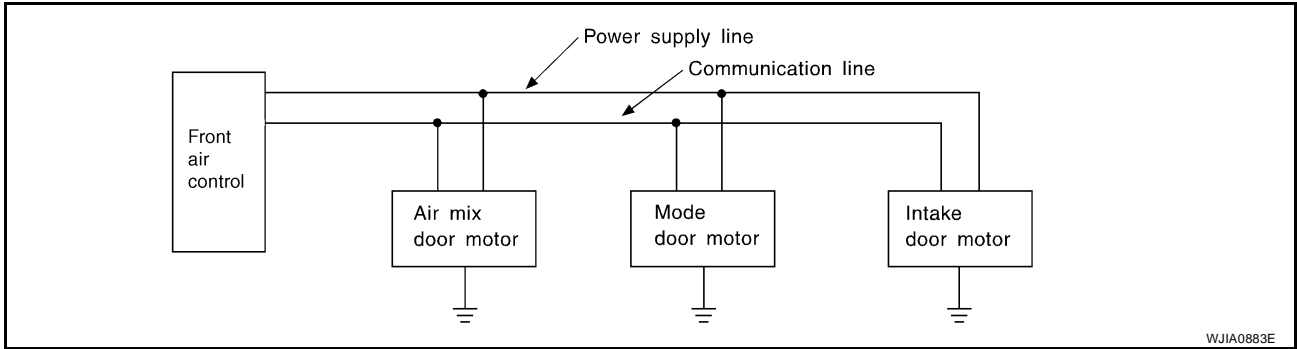 Power supply line
Communication line
Front
air
control
Air mix
door motor
Mode
door motor
Intake
door motor
WJIA0883E